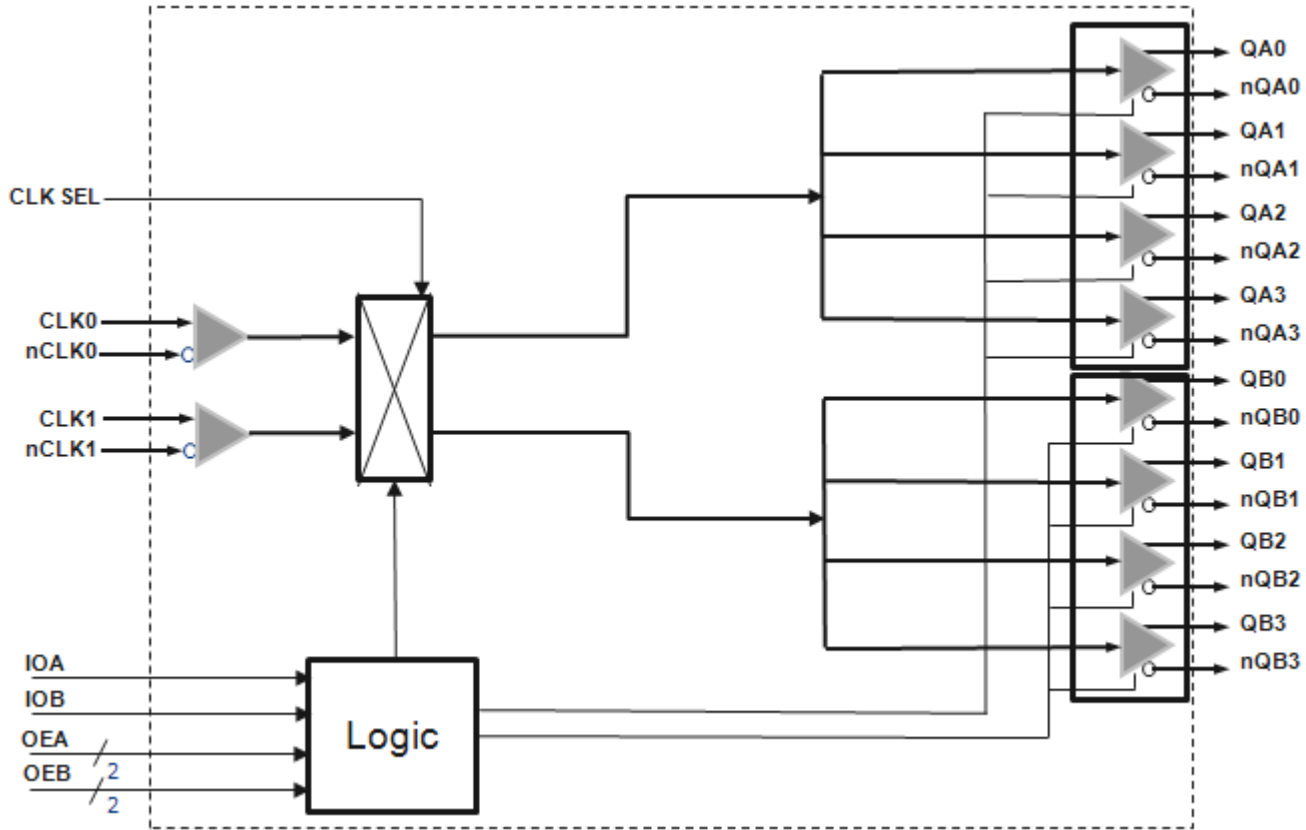 QA0
nQA0
QA1
nQA1
CLK SEL
QA2
nQA2
QA3
CLK0
nQA3
nCLK0
QB0
CLK1
nQB0
nCLK1
QB1
nQB1
QB2
nQB2
QB3
IOA
nQB3
IOB
Logic
OEA
2
OEB
2